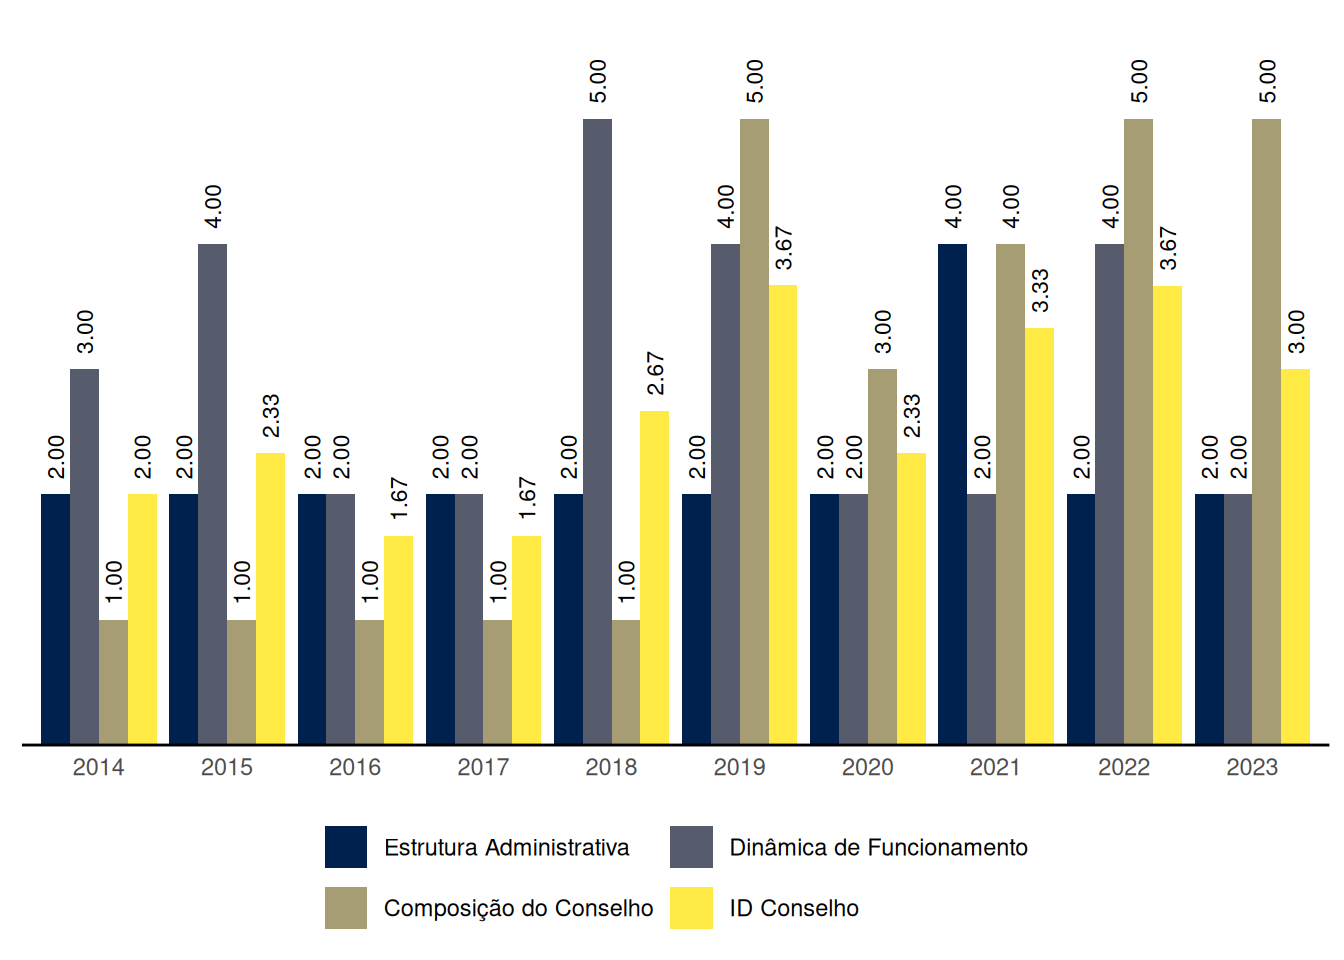 2.00 3.00 1.00 2.00
2.00 4.00 1.00 2.33
2.00 2.00 1.00 1.67
2.00 2.00 1.00 1.67
2.00 5.00 1.00 2.67
2.00 4.00 5.00 3.67
2.00 2.00 3.00 2.33
4.00 2.00 4.00 3.33
2.00 4.00 5.00 3.67
2.00 2.00 5.00 3.00
2014 2015 2016 2017 2018 2019 2020 2021 2022 2023
Estrutura Administrativa Dinâmica de Funcionamento
Composição do Conselho ID Conselho